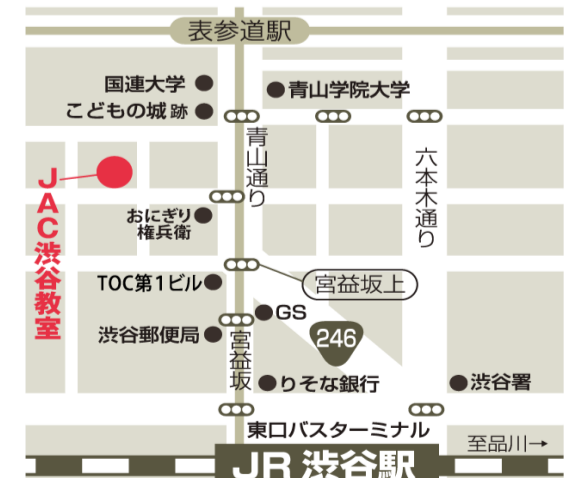 表参道駅
国連大学
青山学院大学
こどもの城 跡
青山通り
六本木通り
JAC渋谷教室
おにぎり
権兵衛
宮益坂上
TOC第1ビル
GS
渋谷郵便局
246
宮益坂
りそな銀行
渋谷署
東口バスターミナル
至品川→
JR 渋谷駅